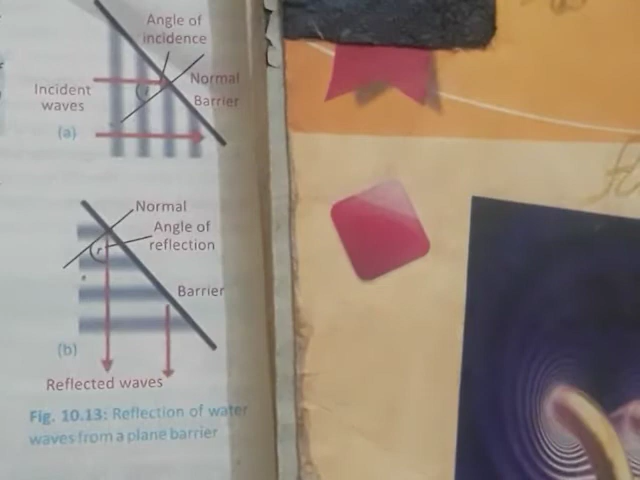 Angle of
incidence
Normal
Incident
waves
Barrier
i
(a)
Normal
Angle of
reflection
r
Barrier
(b)
Reflected waves
Fig. 10.13: Reflection of water
waves from a plane barrier